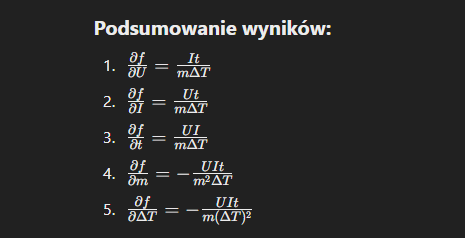 Podsumowanie wyników:
1. ∂f/∂U = It/mΔT
2. ∂f/∂I = Ut/mΔT
3. ∂f/∂t = UI/mΔT
4. ∂f/∂m = −UIt/m²ΔT
5. ∂f/∂ΔT = −UIt/m(ΔT)²